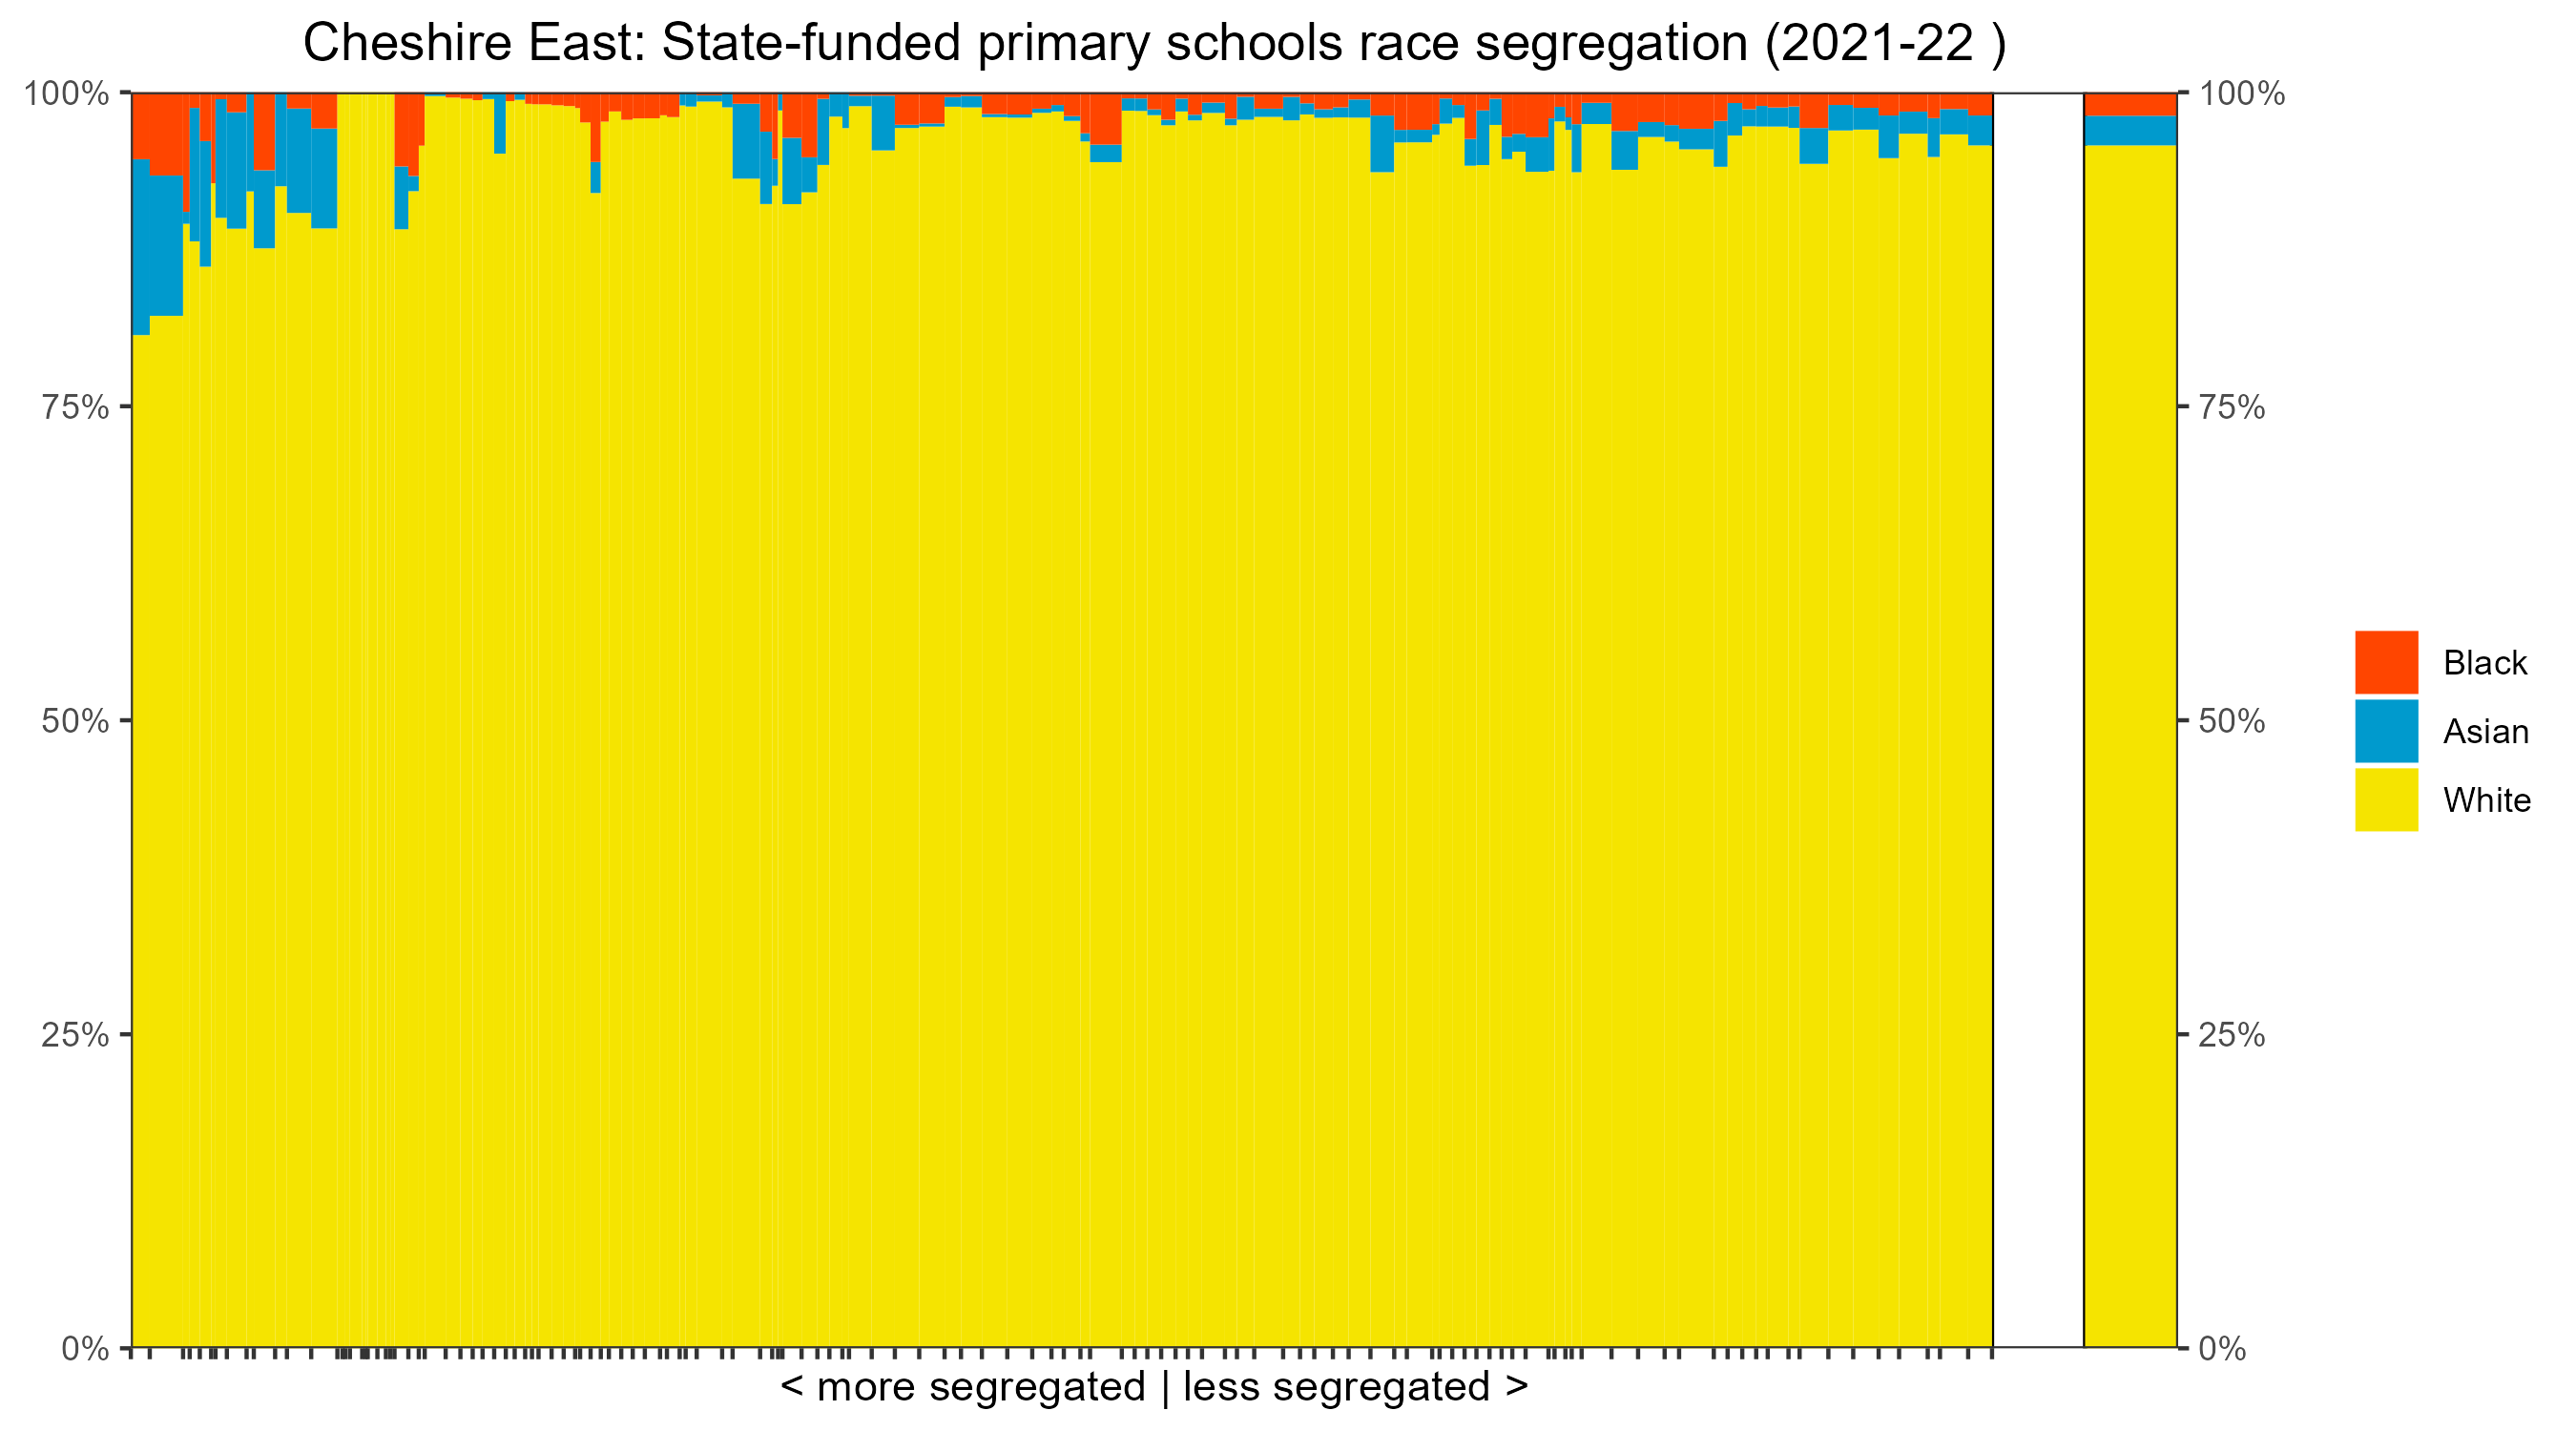 Cheshire East: State-funded primary schools race segregation (2021-22 )
100%
75%
50%
25%
0%
100%
75%
50%
25%
0%
Black
Asian
White
< more segregated | less segregated >